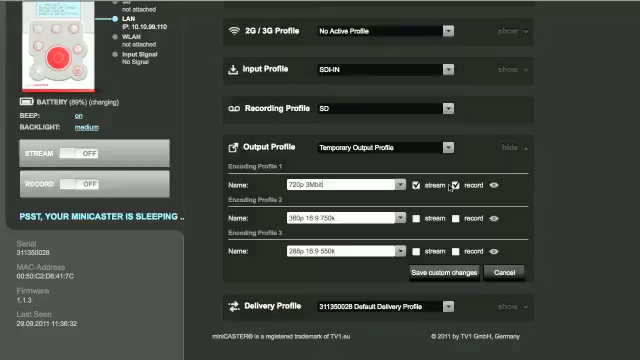 not attached
LAN
IP: 10.10.99.110
WLAN
not attached
Input Signal
No Signal
BATTERY (89%) (charging)
BEEP: on
BACKLIGHT: medium
STREAM OFF
RECORD OFF
PSST, YOUR MINICASTER IS SLEEPING ..
Serial
311350028
MAC-Address
00:50:C2:D6:41:7C
Firmware
1.1.3
Last Seen
29.09.2011 11:36:32
2G / 3G Profile No Active Profile show
Input Profile SDI-IN show
Recording Profile SD
Output Profile Temporary Output Profile hide
Encoding Profile 1
Name: 720p 3Mbit stream record
Encoding Profile 2
Name: 360p 16:9 750k stream record
Encoding Profile 3
Name: 288p 16:9 550k stream record
Save custom changes Cancel
Delivery Profile 311350028 Default Delivery Profile show
miniCASTER® is a registered trademark of TV1.eu
© 2011 by TV1 GmbH, Germany